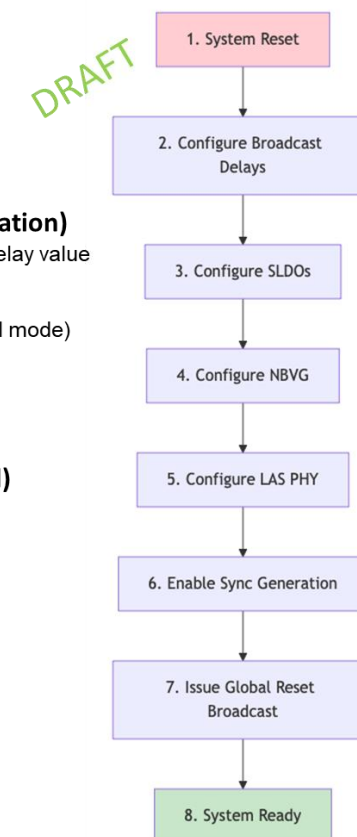 DRAFT
1. System Reset
2. Configure Broadcast
Delays
ation)
elay value
3. Configure SLDOs
mode)
4. Configure NBVG
5. Configure LAS PHY
6. Enable Sync Generation
7. Issue Global Reset
Broadcast
8. System Ready